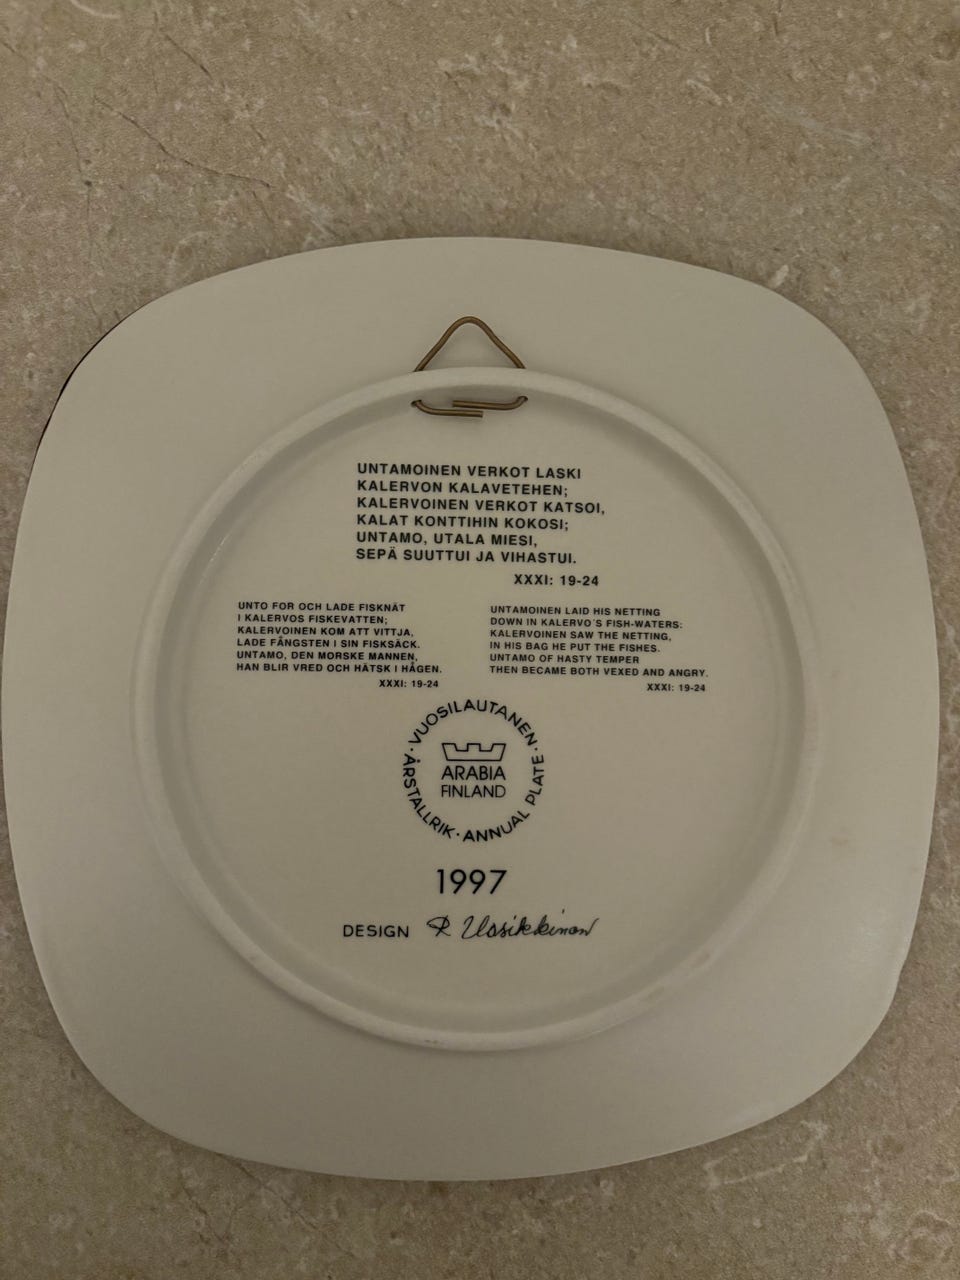 UNTAMOINEN VERKOT LASKI
KALERVON KALAVETEHEN;
KALERVOINEN VERKOT KATSOI,
KALAT KONTTIHIN KOKOSI;
UNTAMO, UTALA MIESI,
SEPÄ SUUTTUI JA VIHASTUI.
XXXI: 19-24
UNTO FOR OCH LADE FISKNÄT
I KALERVOS FISKEVATTEN;
KALERVOINEN KOM ATT VITTJA,
LADE FÅNGSTEN I SIN FISKSÄCK.
UNTAMO, DEN MORSKE MANNEN,
HAN BLIR VRED OCH HÄTSK I HÅGEN.
XXXI: 19-24
UNTAMOINEN LAID HIS NETTING
DOWN IN KALERVO´S FISH-WATERS:
KALERVOINEN SAW THE NETTING,
IN HIS BAG HE PUT THE FISHES.
UNTAMO OF HASTY TEMPER
THEN BECAME BOTH VEXED AND ANGRY.
XXXI: 19-24
· VUOSILAUTANEN ·
ARABIA
FINLAND
ÅRSTALLRIK · ANNUAL PLATE
1997
DESIGN R Uosikkinen